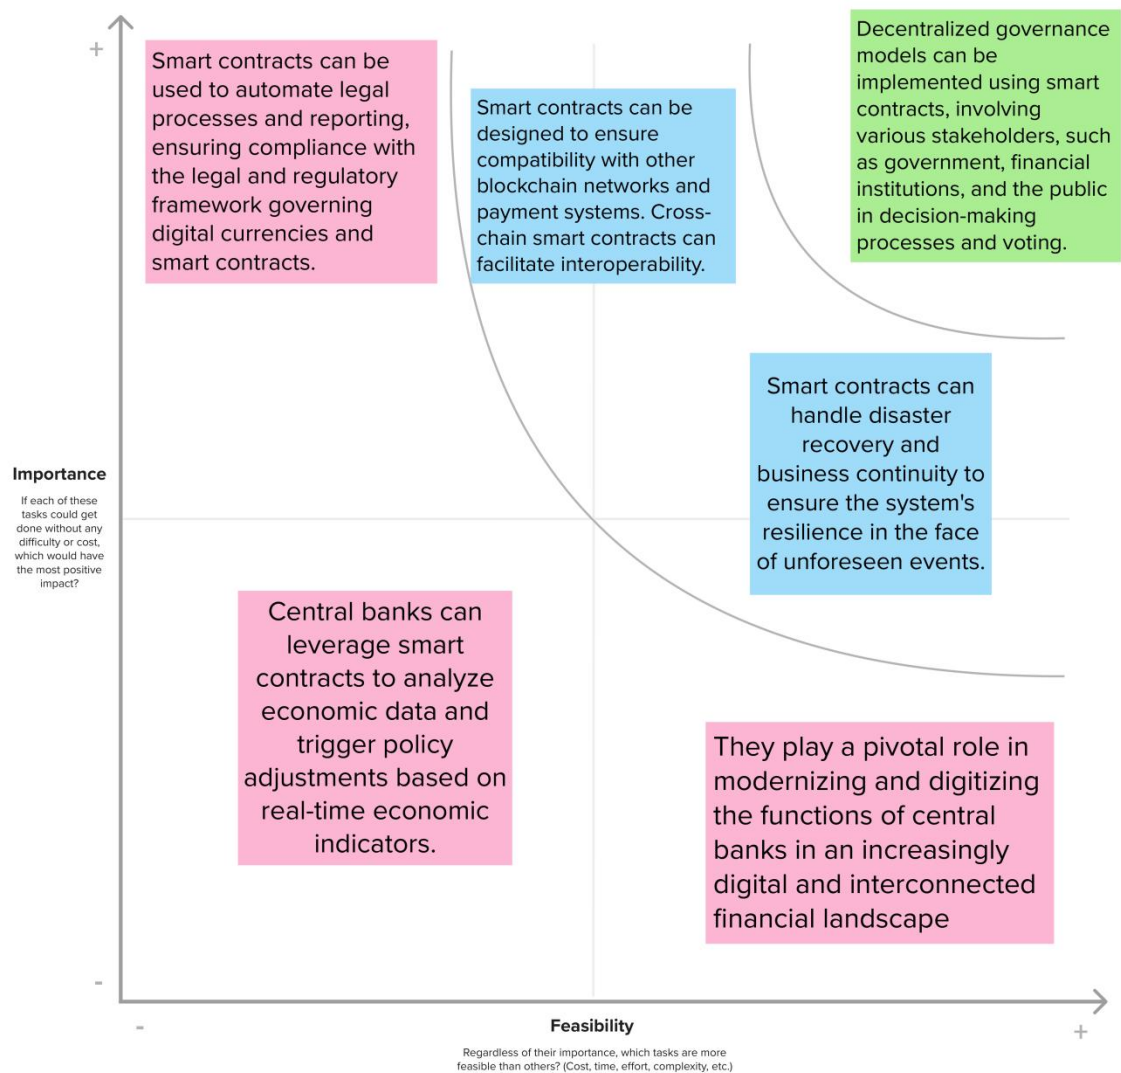 +
Smart contracts can be
used to automate legal
processes and reporting,
ensuring compliance with
the legal and regulatory
framework governing
digital currencies and
smart contracts.
Smart contracts can be
designed to ensure
compatibility with other
blockchain networks and
payment systems. Cross-
chain smart contracts can
facilitate interoperability.
Decentralized governance
models can be
implemented using smart
contracts, involving
various stakeholders, such
as government, financial
institutions, and the public
in decision-making
processes and voting.
Smart contracts can
handle disaster
recovery and
business continuity to
ensure the system's
resilience in the face
of unforeseen events.
Importance
If each of these
tasks could get
done without any
difficulty or cost,
which would have
the most positive
impact?
Central banks can
leverage smart
contracts to analyze
economic data and
trigger policy
adjustments based on
real-time economic
indicators.
They play a pivotal role in
modernizing and digitizing
the functions of central
banks in an increasingly
digital and interconnected
financial landscape
-
-
Feasibility
+
Regardless of their importance, which tasks are more
feasible than others? (Cost, time, effort, complexity, etc.)